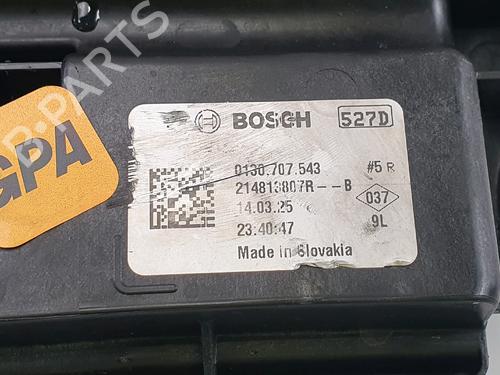 B-PARTS
GPA
BOSCH 527D
0130.707.543 #5 R
214813807R--B 037
14.03.25 9L
23:40:47
Made in Slovakia